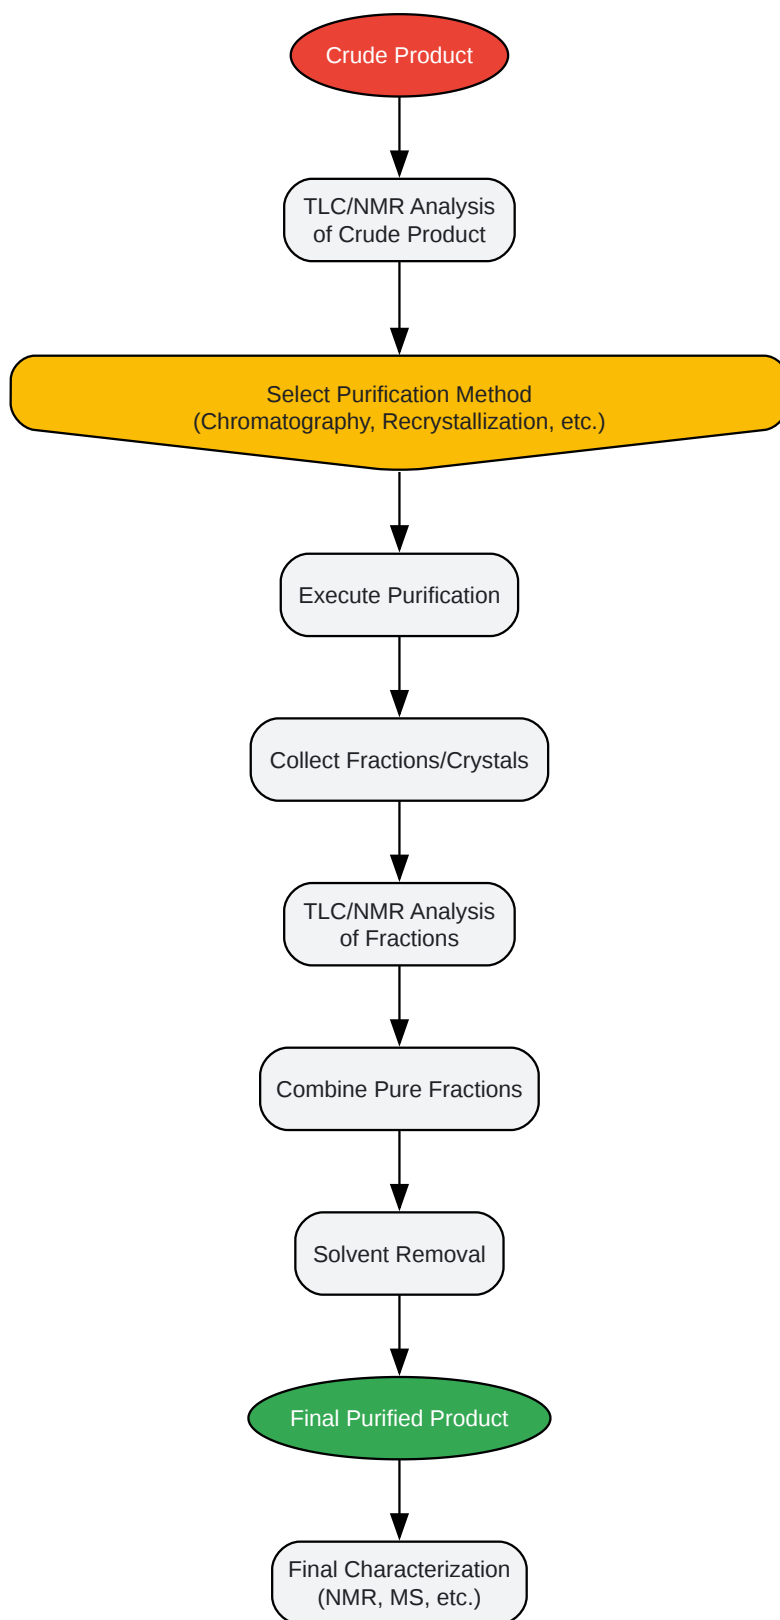 Crude Product
TLC/NMR Analysis
of Crude Product
Select Purification Method
(Chromatography, Recrystallization, etc.)
Execute Purification
Collect Fractions/Crystals
TLC/NMR Analysis
of Fractions
Combine Pure Fractions
Solvent Removal
Final Purified Product
Final Characterization
(NMR, MS, etc.)